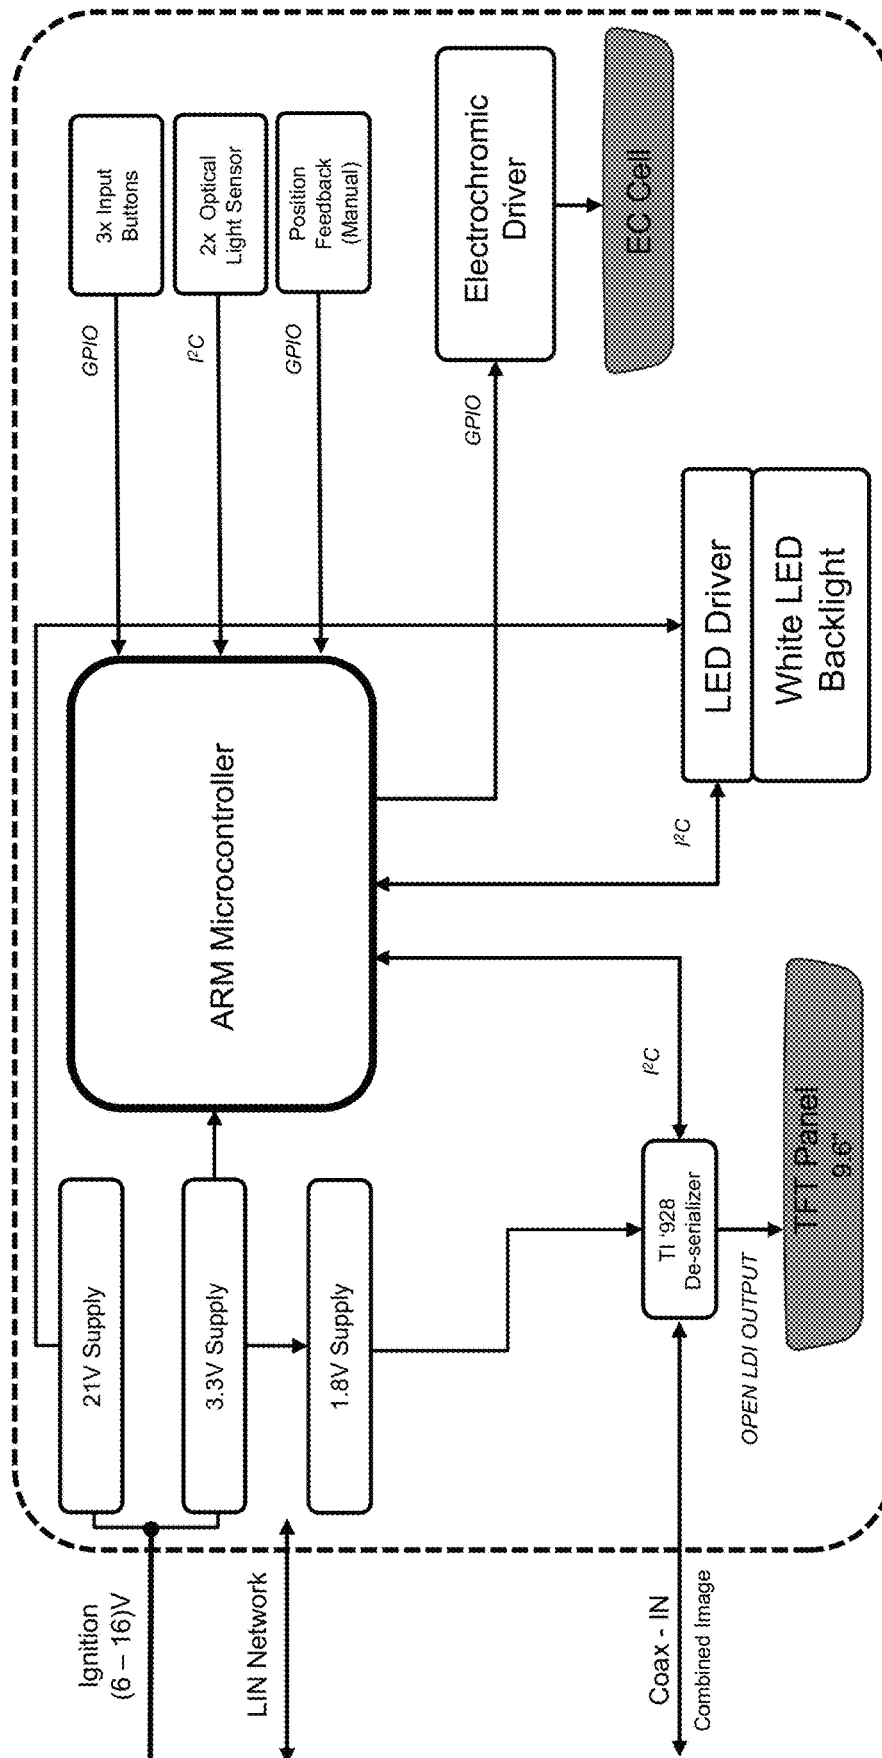 Ignition
(6 – 16)V
LIN Network
Coax - IN
Combined Image
21V Supply
3.3V Supply
1.8V Supply
TI '928
De-serializer
OPEN LDI OUTPUT
TFT Panel
9.6"
I²C
ARM Microcontroller
I²C
LED Driver
White LED
Backlight
GPIO
I²C
GPIO
GPIO
3x Input
Buttons
2x Optical
Light Sensor
Position
Feedback
(Manual)
Electrochromic
Driver
EC Cell